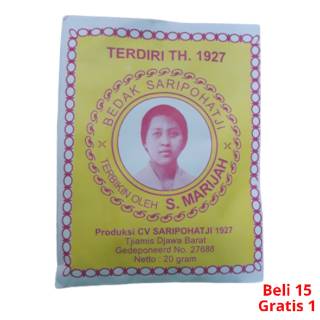 TERDIRI TH. 1927
BEDAK SARIPOHATJI
TERBIKIN OLEH S. MARIJAH
Produksi CV SARIPOHATJI 1927
Tjiamis Djawa Barat
Gedeponeerd No. 27688
Netto : 20 gram
Beli 15
Gratis 1